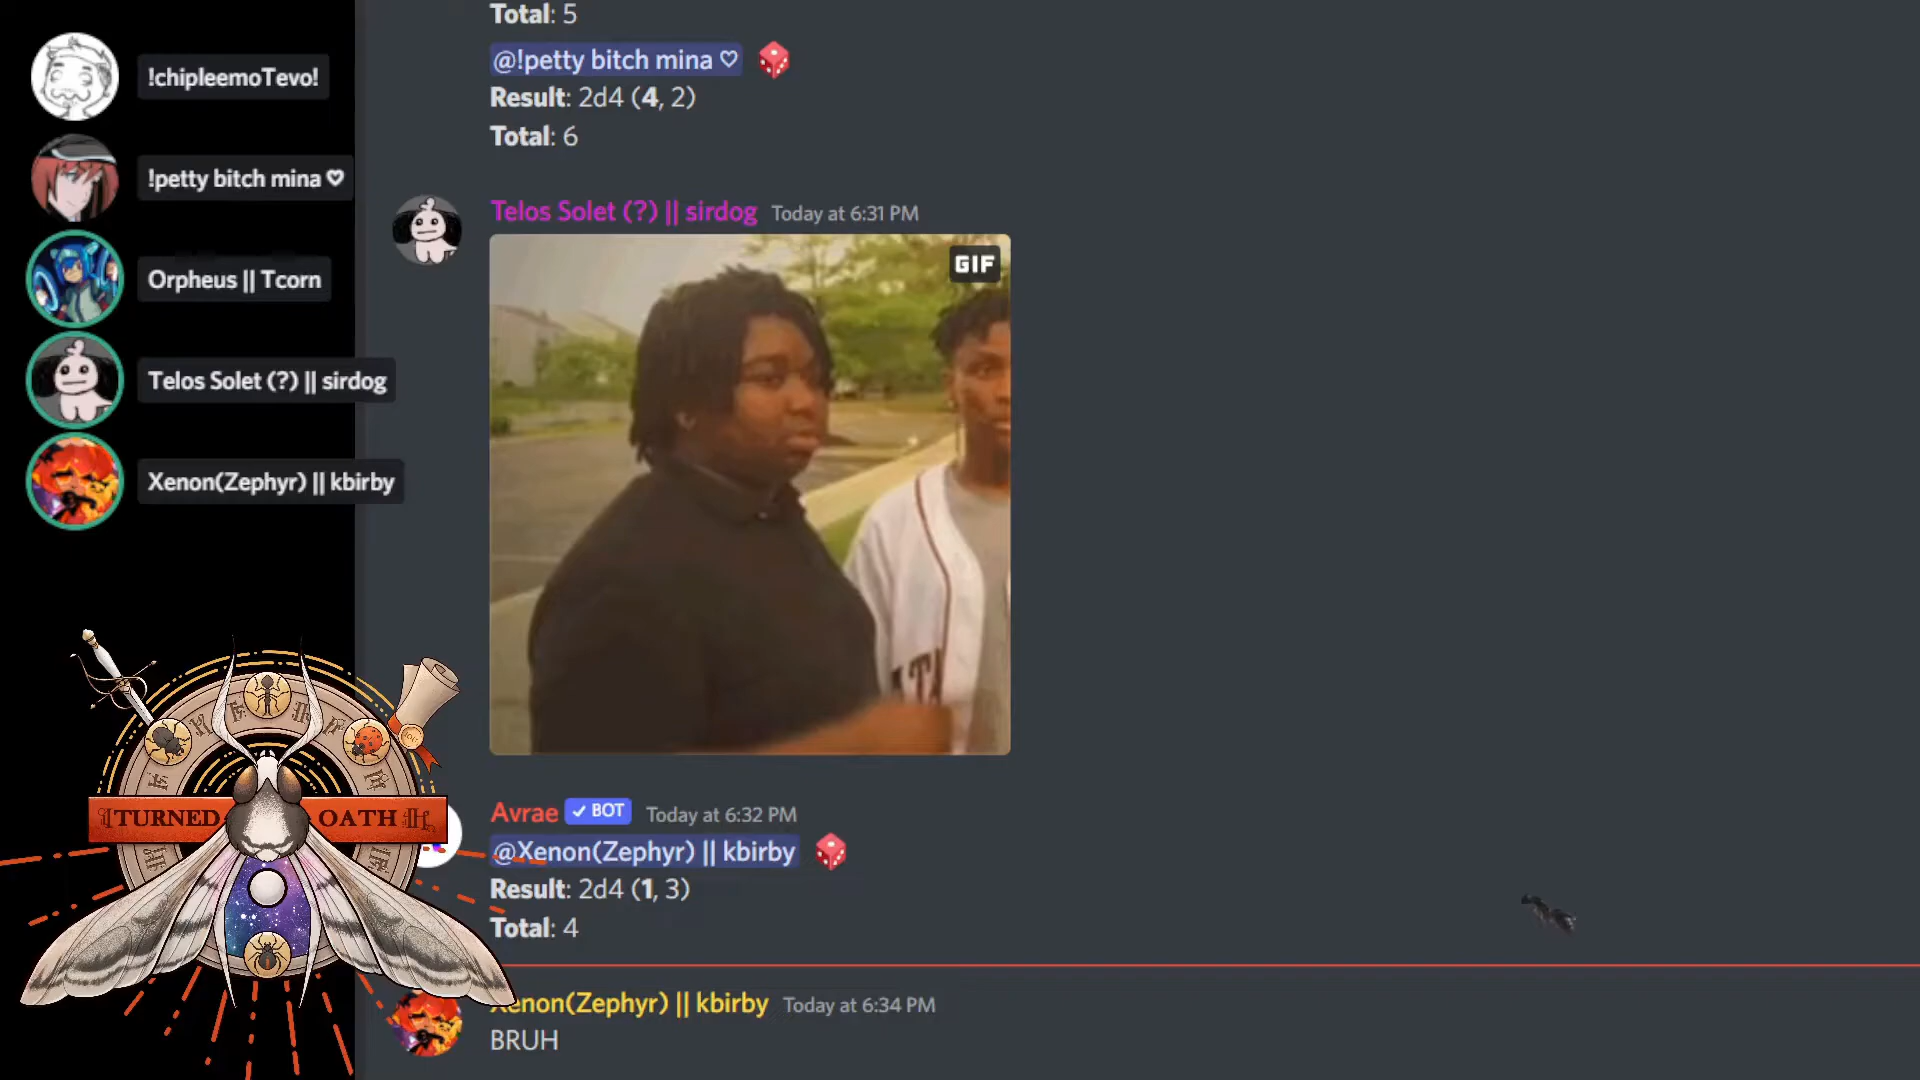 !chipleemoTevo!
!petty bitch mina ♡
Orpheus || Tcorn
Telos Solet (?) || sirdog
Xenon(Zephyr) || kbirby
TURNED OATH
Total: 5
@!petty bitch mina ♡
Result: 2d4 (4, 2)
Total: 6
Telos Solet (?) || sirdog Today at 6:31 PM
GIF
Avrae ✓ BOT Today at 6:32 PM
@Xenon(Zephyr) || kbirby
Result: 2d4 (1, 3)
Total: 4
Xenon(Zephyr) || kbirby Today at 6:34 PM
BRUH